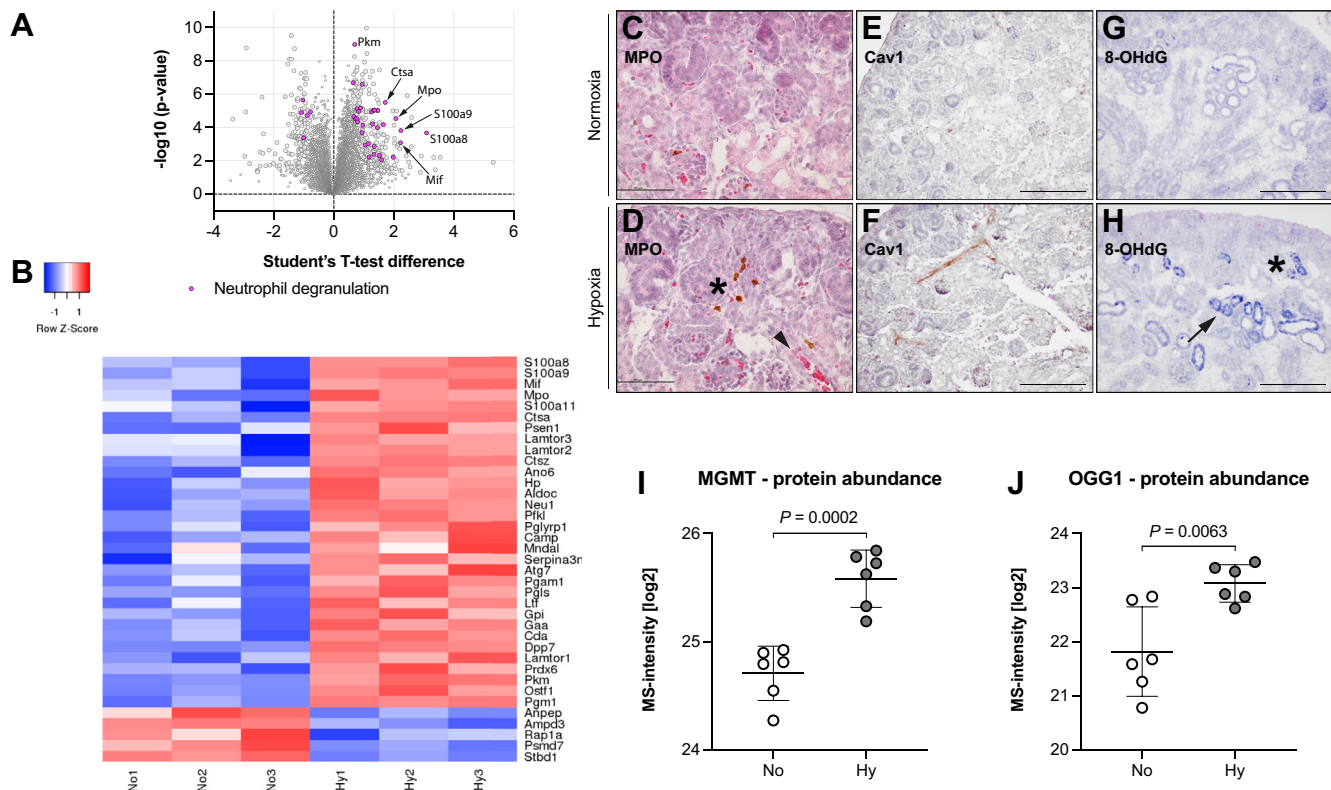 A
-log10 (p-value)
10
8
6
4
2
0
-4
-2
0
2
4
6
Pkm
Ctsa
Mpo
S100a9
S100a8
Mif
Student's T-test difference
Neutrophil degranulation
B
-1
1
Row Z-Score
S100a8
S100a9
Mif
Mpo
S100a11
Ctsa
Psen1
Lamtor3
Lamtor2
Ctsz
Ano6
Hp
Aldoc
Neu1
Pfkl
Pglyrp1
Camp
Mndal
Serpina3n
Atg7
Pgam1
Pgls
Ltf
Gpi
Gaa
Cda
Dpp7
Lamtor1
Prdx6
Pkm
Ostf1
Pgm1
Anpep
Ampd3
Rap1a
Psmd7
Stbd1
No1
No2
No3
Hy1
Hy2
Hy3
Normoxia
C
MPO
E
Cav1
G
8-OHdG
Hypoxia
D
MPO
*
F
Cav1
H
8-OHdG
*
I
MGMT - protein abundance
P = 0.0002
MS-intensity [log2]
26
25
24
No
Hy
J
OGG1 - protein abundance
P = 0.0063
MS-intensity [log2]
24
23
22
21
20
No
Hy